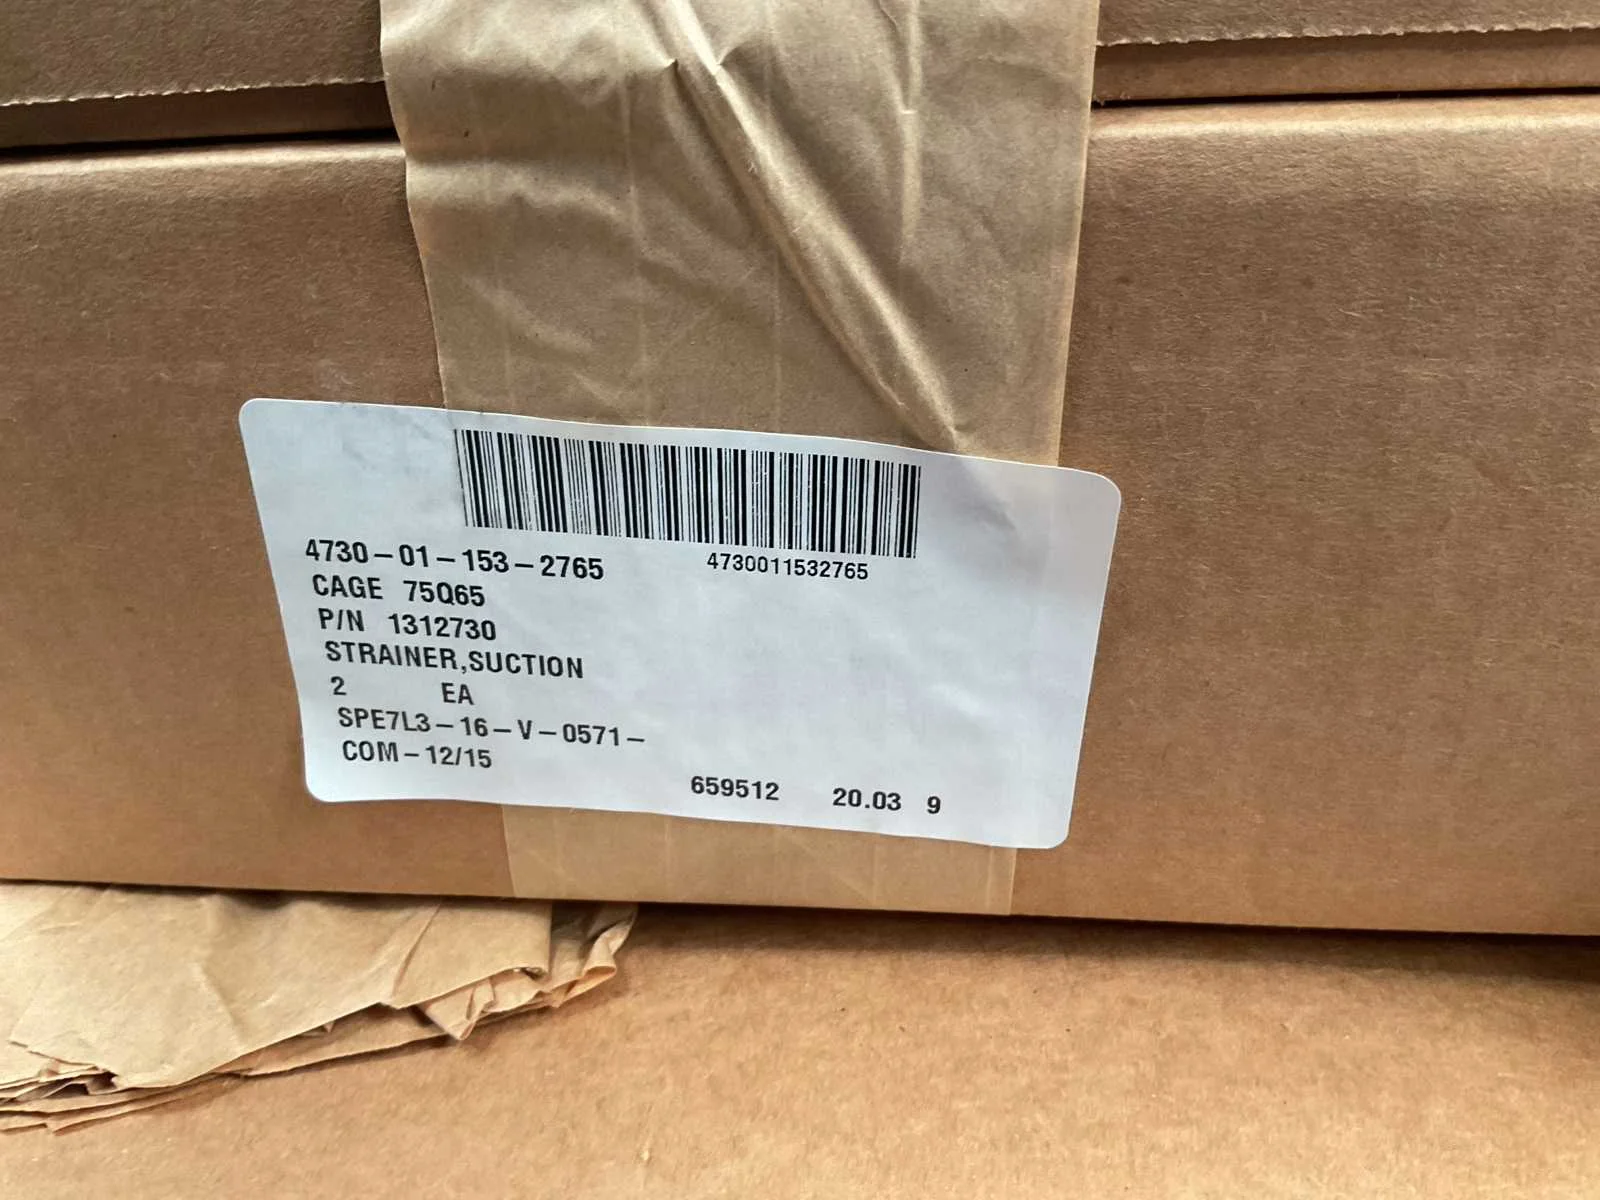 4730-01-153-2765 4730011532765
CAGE 75Q65
P/N 1312730
STRAINER,SUCTION
2 EA
SPE7L3-16-V-0571-
COM-12/15
659512 20.03 9